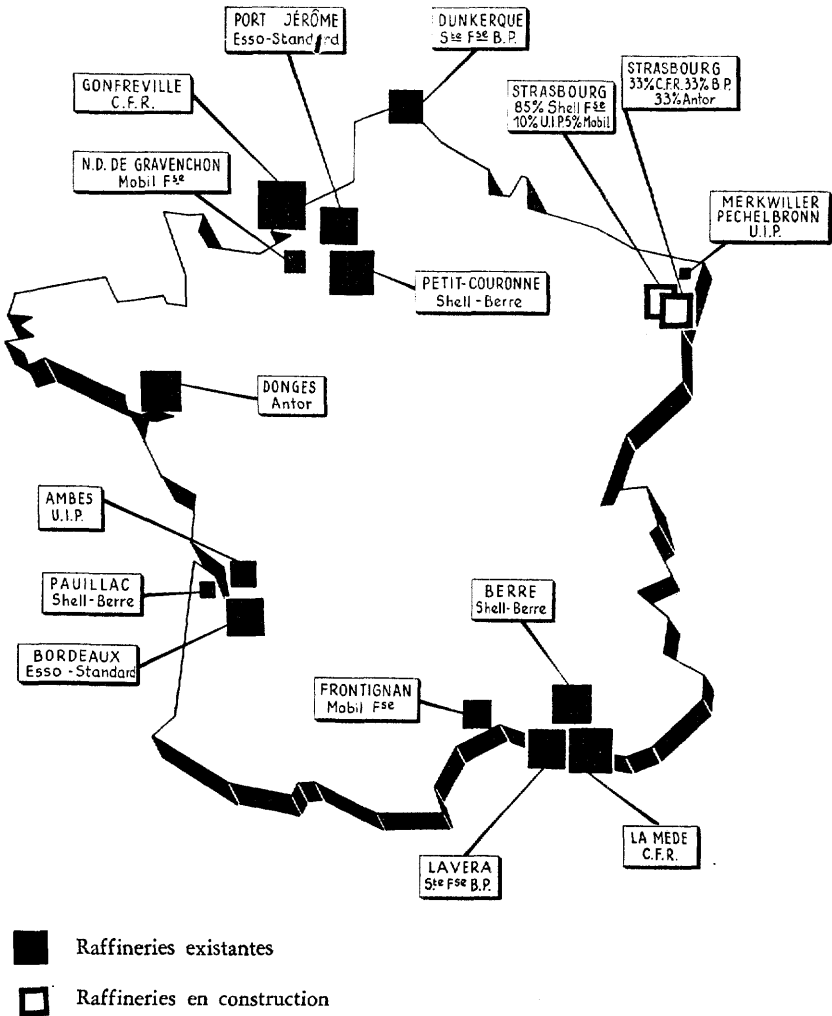 PORT JÉRÔME
Esso-Standard
DUNKERQUE
Ste Fse B.P.
GONFREVILLE
C.F.R.
STRASBOURG
85% Shell Fse
10% U.I.P. 5% Mobil
STRASBOURG
33% C.F.R. 33% B.P.
33% Antor
N.D. DE GRAVENCHON
Mobil Fse
MERKWILLER
PECHELBRONN
U.I.P.
PETIT-COURONNE
Shell-Berre
DONGES
Antor
AMBES
U.I.P.
PAUILLAC
Shell-Berre
BERRE
Shell-Berre
BORDEAUX
Esso-Standard
FRONTIGNAN
Mobil Fse
LA MEDE
C.F.R.
LAVERA
Ste Fse B.P.
Raffineries existantes
Raffineries en construction